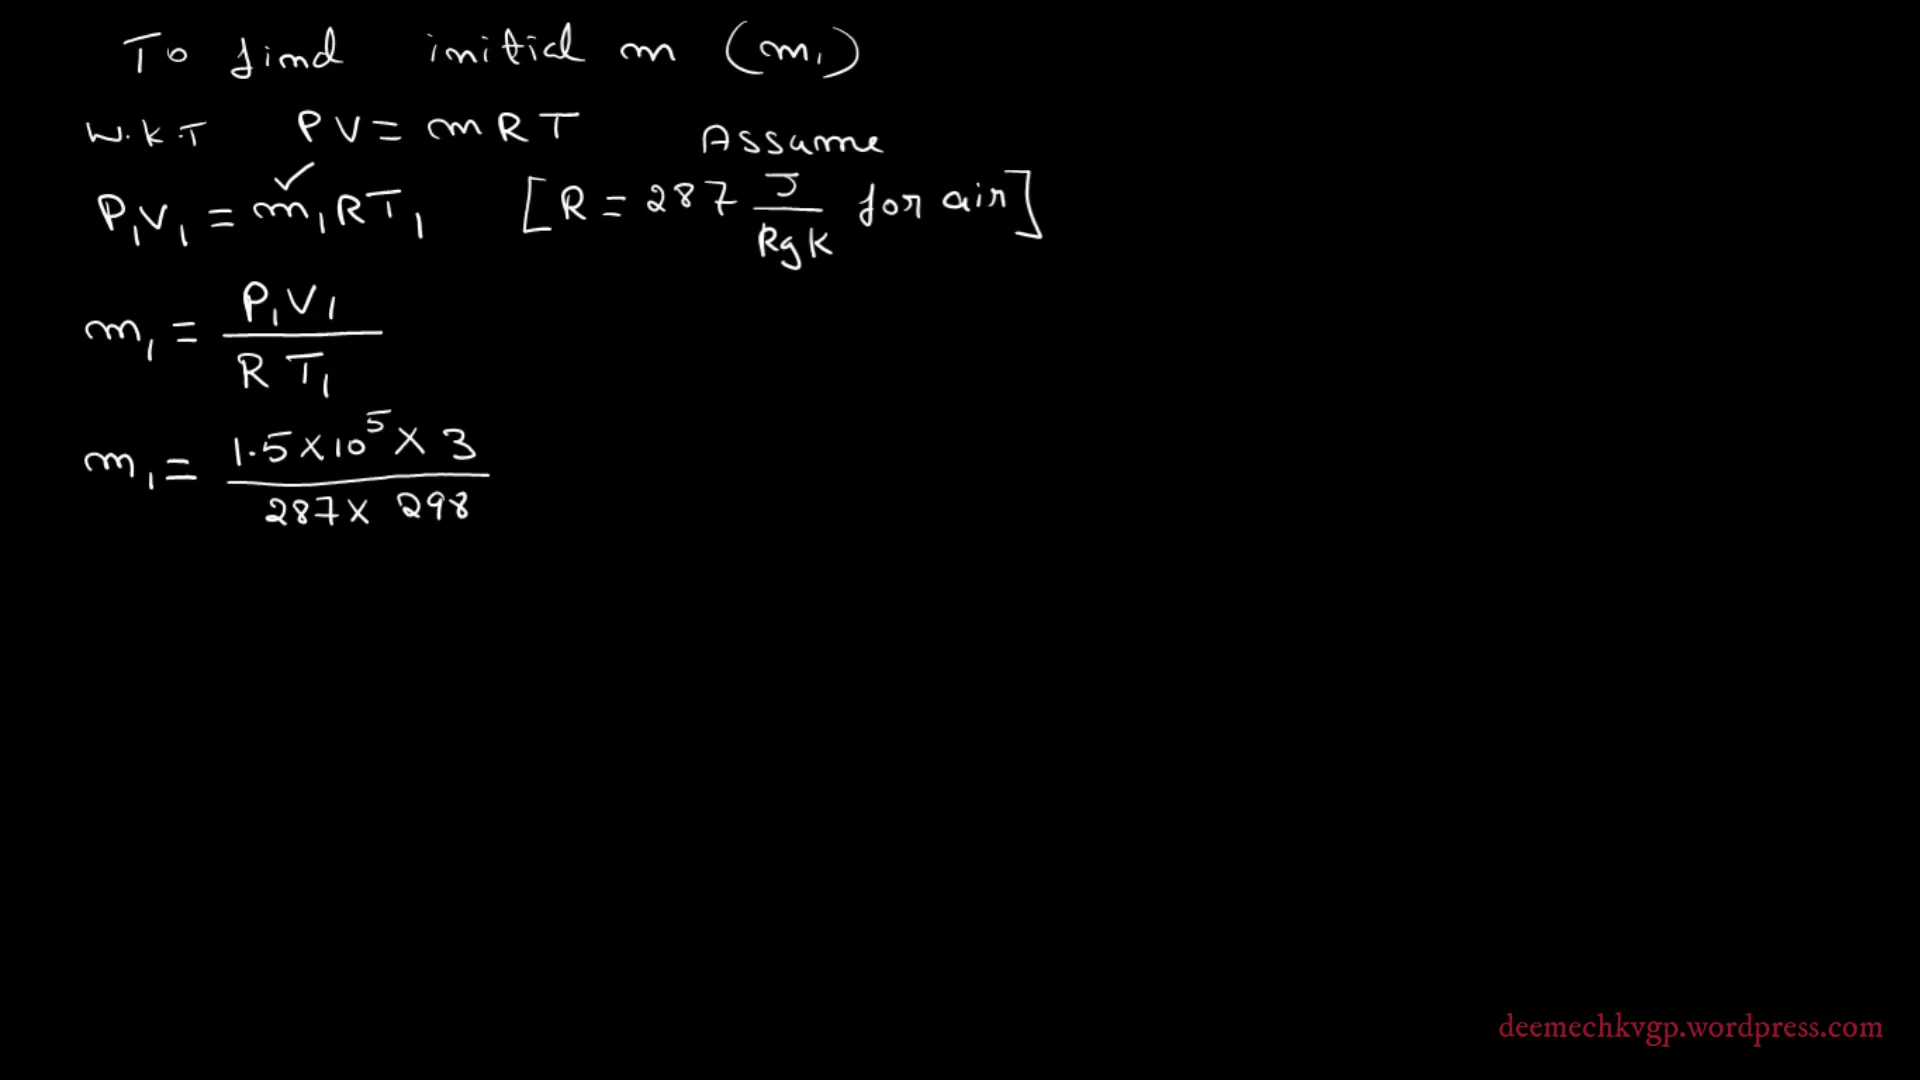 To find initial m (m₁)
W.K.T PV = mRT Assume
P₁V₁ = m₁RT₁ [R = 287 J/KgK for air]
m₁ = P₁V₁ / R T₁
m₁ = 1.5×10⁵ × 3 / 287 × 298
deemechkvgp.wordpress.com